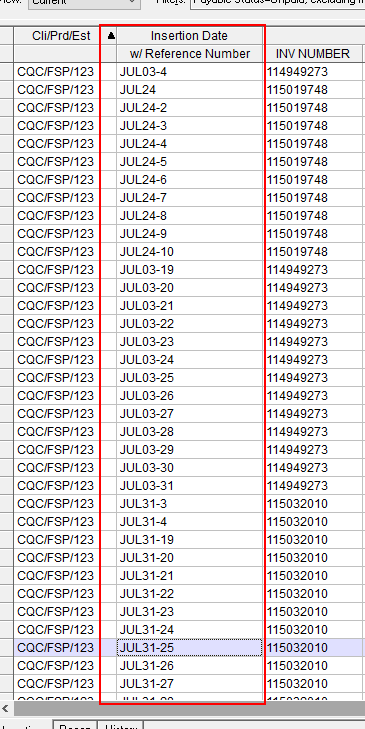 Current
Cli/Prd/Est ▲ Insertion Date
w/ Reference Number INV NUMBER
CQC/FSP/123 JUL03-4 114949273
CQC/FSP/123 JUL24 115019748
CQC/FSP/123 JUL24-2 115019748
CQC/FSP/123 JUL24-3 115019748
CQC/FSP/123 JUL24-4 115019748
CQC/FSP/123 JUL24-5 115019748
CQC/FSP/123 JUL24-6 115019748
CQC/FSP/123 JUL24-7 115019748
CQC/FSP/123 JUL24-8 115019748
CQC/FSP/123 JUL24-9 115019748
CQC/FSP/123 JUL24-10 115019748
CQC/FSP/123 JUL03-19 114949273
CQC/FSP/123 JUL03-20 114949273
CQC/FSP/123 JUL03-21 114949273
CQC/FSP/123 JUL03-22 114949273
CQC/FSP/123 JUL03-23 114949273
CQC/FSP/123 JUL03-24 114949273
CQC/FSP/123 JUL03-25 114949273
CQC/FSP/123 JUL03-26 114949273
CQC/FSP/123 JUL03-27 114949273
CQC/FSP/123 JUL03-28 114949273
CQC/FSP/123 JUL03-29 114949273
CQC/FSP/123 JUL03-30 114949273
CQC/FSP/123 JUL03-31 114949273
CQC/FSP/123 JUL31-3 115032010
CQC/FSP/123 JUL31-4 115032010
CQC/FSP/123 JUL31-19 115032010
CQC/FSP/123 JUL31-20 115032010
CQC/FSP/123 JUL31-21 115032010
CQC/FSP/123 JUL31-22 115032010
CQC/FSP/123 JUL31-23 115032010
CQC/FSP/123 JUL31-24 115032010
CQC/FSP/123 JUL31-25 115032010
CQC/FSP/123 JUL31-26 115032010
CQC/FSP/123 JUL31-27 115032010